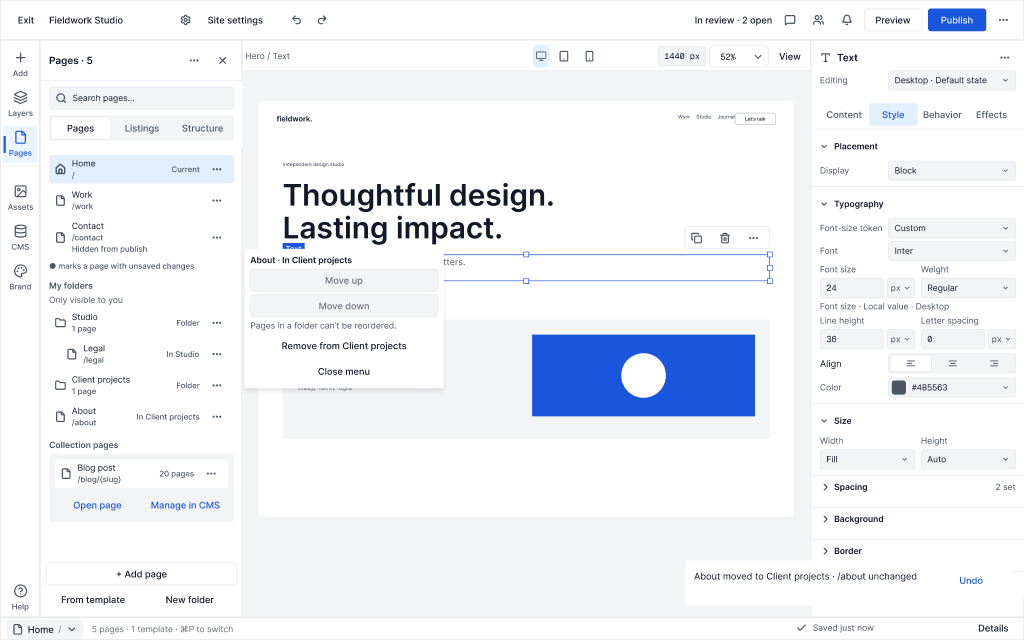 Exit
Fieldwork Studio
Site settings
In review · 2 open
Preview
Publish
Add
Layers
Pages
Assets
CMS
Brand
Help
Pages · 5
Search pages...
Pages
Listings
Structure
Home
/
Current
Work
/work
Contact
/contact
Hidden from publish
marks a page with unsaved changes
My folders
Only visible to you
Studio
1 page
Folder
Legal
/legal
In Studio
Client projects
1 page
Folder
About
/about
In Client projects
Collection pages
Blog post
/blog/{slug}
20 pages
Open page
Manage in CMS
+ Add page
From template
New folder
Hero / Text
1440 px
52%
View
fieldwork.
Work
Studio
Journal
Let's talk
Independent design studio
Thoughtful design.
Lasting impact.
Text
tters.
About · In Client projects
Move up
Move down
Pages in a folder can't be reordered.
Remove from Client projects
Close menu
Text
Editing
Desktop · Default state
Content
Style
Behavior
Effects
Placement
Display
Block
Typography
Font-size token
Custom
Font
Inter
Font size
Weight
24
px
Regular
Font size · Local value · Desktop
Line height
Letter spacing
36
px
0
px
Align
Color
#4B5563
Size
Width
Height
Fill
Auto
Spacing
2 set
Background
Border
About moved to Client projects · /about unchanged
Undo
Home /
5 pages · 1 template · ⌘P to switch
Saved just now
Details